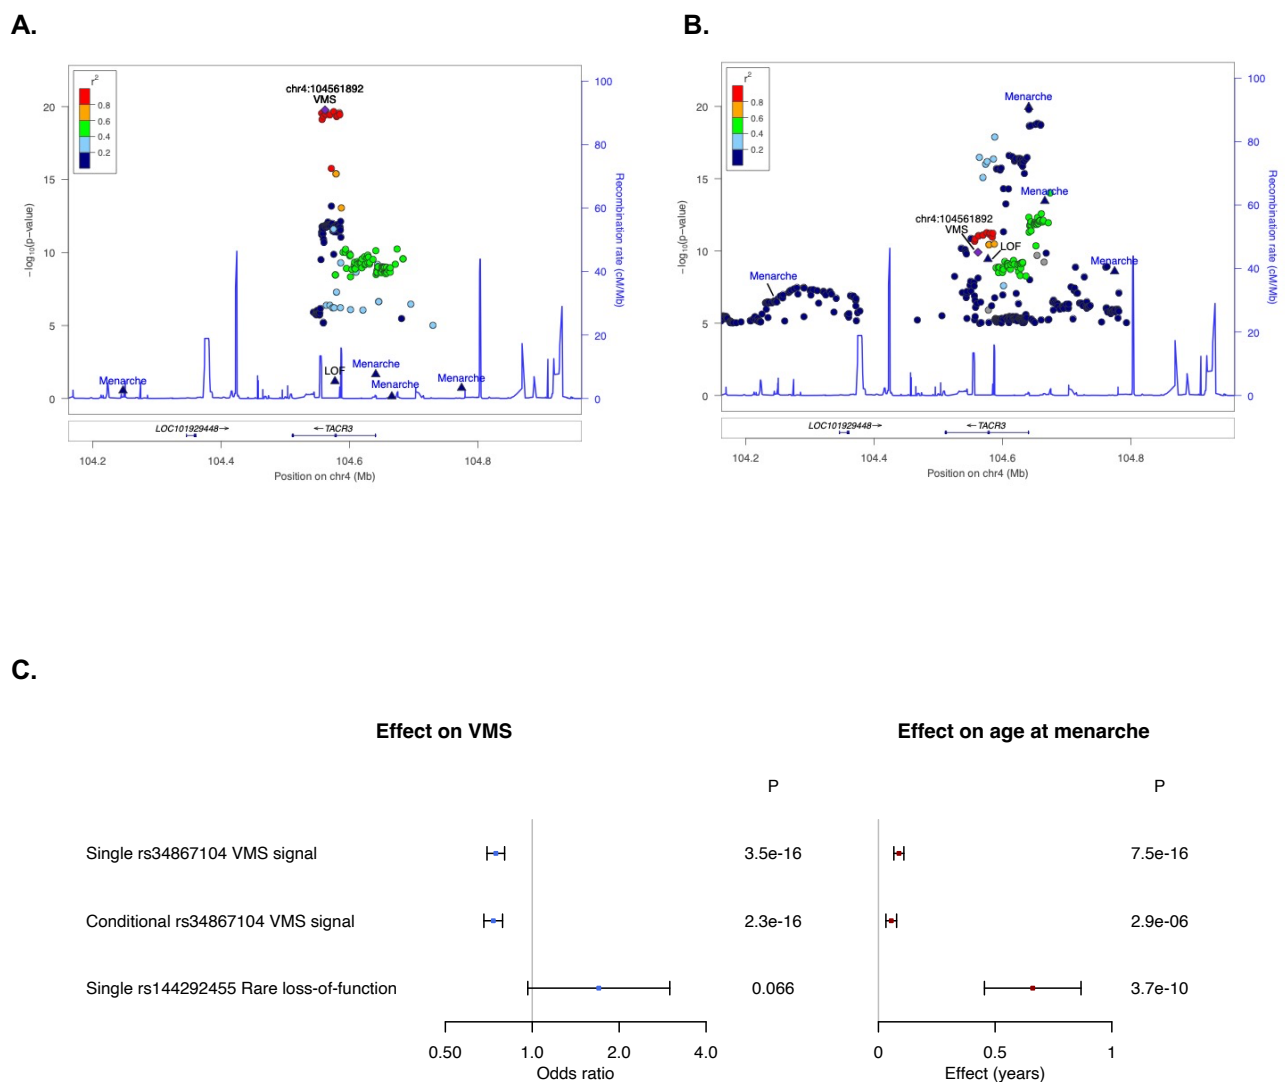 A.
B.
r²
0.8
0.6
0.4
0.2
chr4:104561892
VMS
LOF
Menarche
Menarche
Menarche
Menarche
20
15
10
5
0
−log10(p−value)
100
80
60
40
20
0
Recombination rate (cM/Mb)
LOC101929448→
←TACR3
104.2
104.4
104.6
104.8
Position on chr4 (Mb)
r²
0.8
0.6
0.4
0.2
Menarche
Menarche
chr4:104561892
VMS
LOF
Menarche
Menarche
20
15
10
5
0
−log10(p−value)
100
80
60
40
20
0
Recombination rate (cM/Mb)
LOC101929448→
←TACR3
104.2
104.4
104.6
104.8
Position on chr4 (Mb)
C.
Effect on VMS
Effect on age at menarche
P
P
Single rs34867104 VMS signal
3.5e-16
7.5e-16
Conditional rs34867104 VMS signal
2.3e-16
2.9e-06
Single rs144292455 Rare loss-of-function
0.066
3.7e-10
0.50
1.0
2.0
4.0
Odds ratio
0
0.5
1
Effect (years)